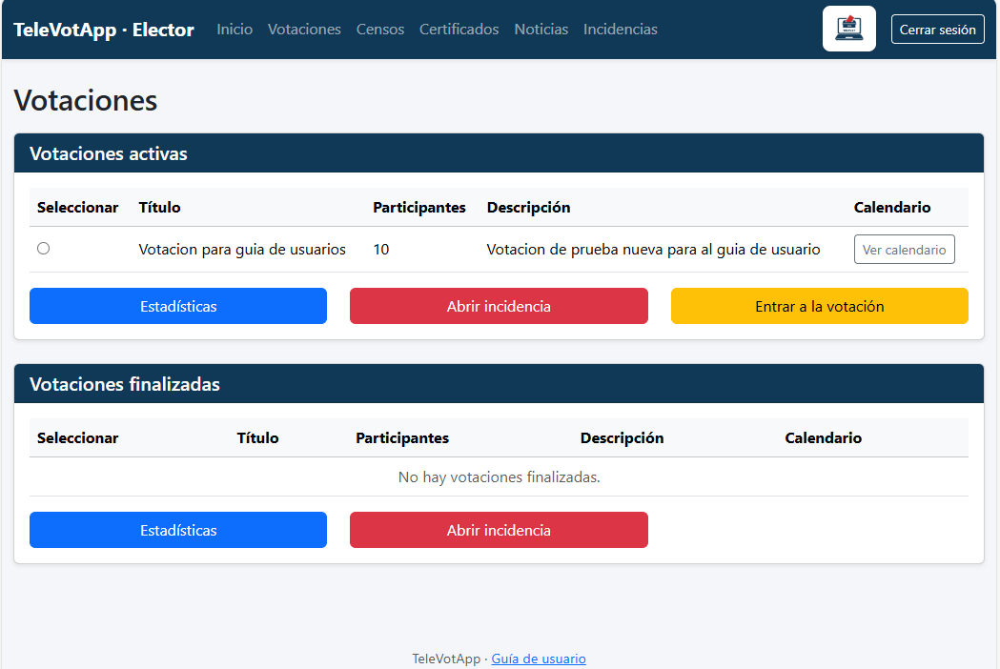 TeleVotApp · Elector Inicio Votaciones Censos Certificados Noticias Incidencias Cerrar sesión
Votaciones
Votaciones activas
Seleccionar Título Participantes Descripción Calendario
Votacion para guia de usuarios 10 Votacion de prueba nueva para al guia de usuario Ver calendario
Estadísticas Abrir incidencia Entrar a la votación
Votaciones finalizadas
Seleccionar Título Participantes Descripción Calendario
No hay votaciones finalizadas.
Estadísticas Abrir incidencia
TeleVotApp · Guía de usuario